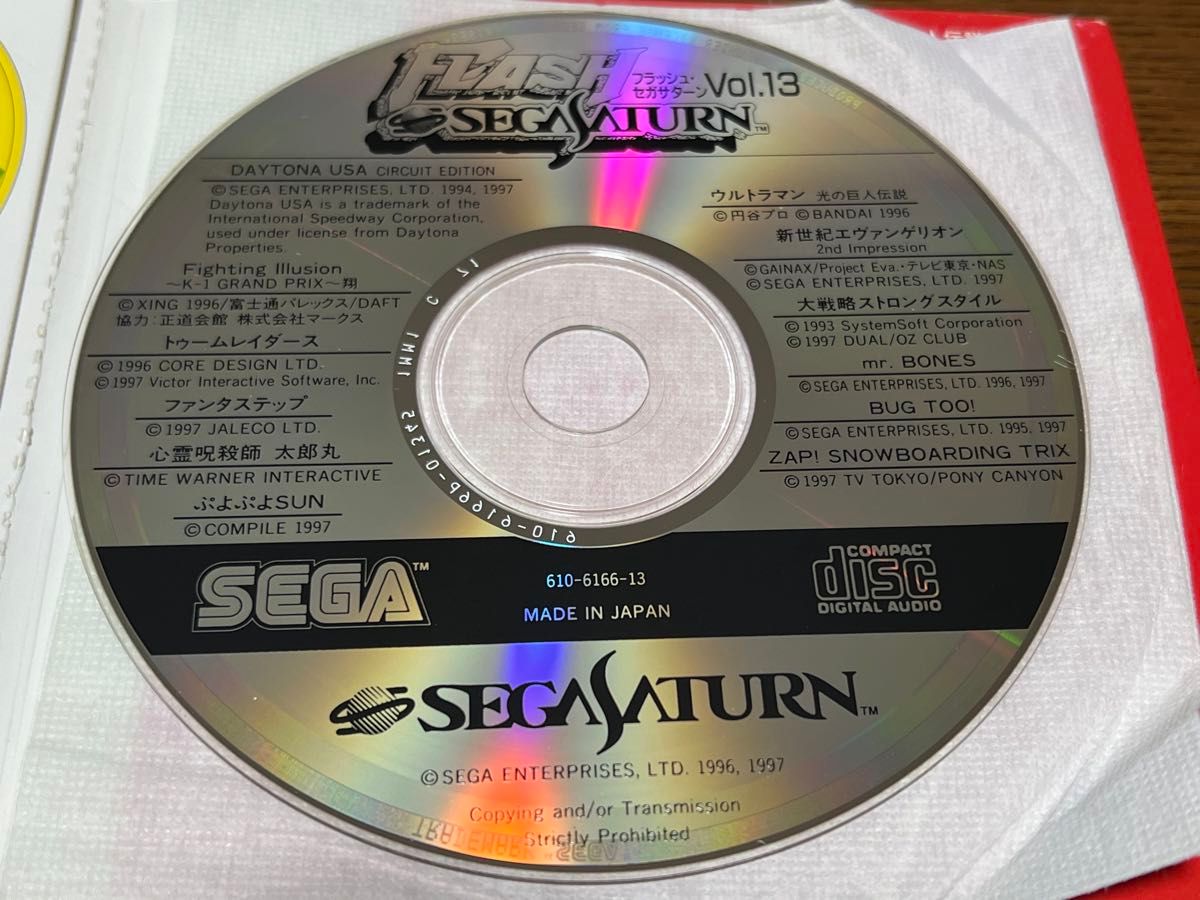 FLASH
フラッシュ・
セガサターン
Vol.13
SEGASATURN™
DAYTONA USA CIRCUIT EDITION
©SEGA ENTERPRISES, LTD. 1994, 1997
Daytona USA is a trademark of the
International Speedway Corporation,
used under license from Daytona
Properties.
Fighting Illusion
〜K-1 GRAND PRIX〜翔
©XING 1996/富士通パレックス/DAFT
協力:正道会館 株式会社マークス
トゥームレイダース
©1996 CORE DESIGN LTD.
©1997 Victor Interactive Software, Inc.
ファンタステップ
©1997 JALECO LTD.
心霊呪殺師 太郎丸
©TIME WARNER INTERACTIVE
ぷよぷよSUN
©COMPILE 1997
ウルトラマン 光の巨人伝説
©円谷プロ ©BANDAI 1996
新世紀エヴァンゲリオン
2nd Impression
©GAINAX/Project Eva.・テレビ東京・NAS
©SEGA ENTERPRISES, LTD. 1997
大戦略ストロングスタイル
©1993 SystemSoft Corporation
©1997 DUAL/OZ CLUB
mr. BONES
©SEGA ENTERPRISES, LTD. 1996, 1997
BUG TOO!
©SEGA ENTERPRISES, LTD. 1995, 1997
ZAP! SNOWBOARDING TRIX
©1997 TV TOKYO/PONY CANYON
SEGA™
610-6166-13
MADE IN JAPAN
COMPACT
disc
DIGITAL AUDIO
SEGASATURN™
©SEGA ENTERPRISES, LTD. 1996, 1997
Copying and/or Transmission
Strictly Prohibited